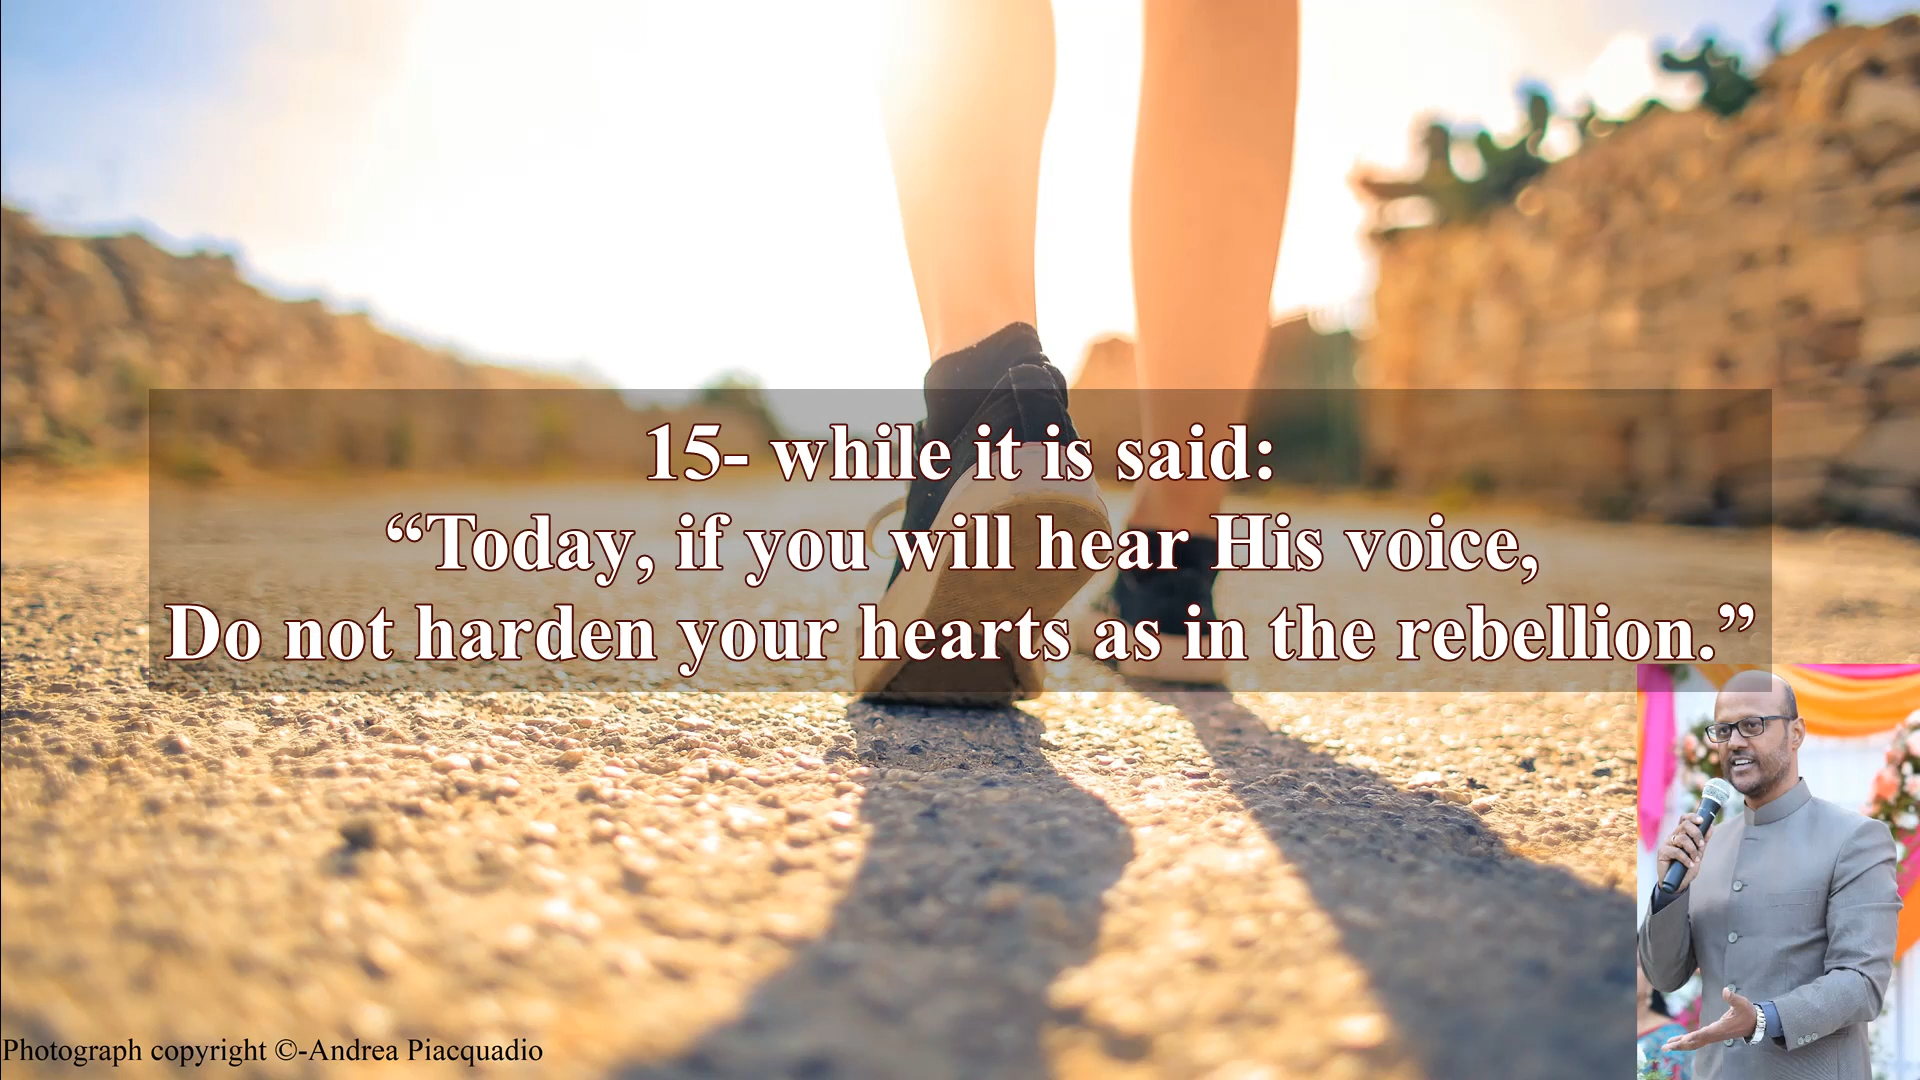 15- while it is said:
“Today, if you will hear His voice,
Do not harden your hearts as in the rebellion.”
Photograph copyright ©-Andrea Piacquadio